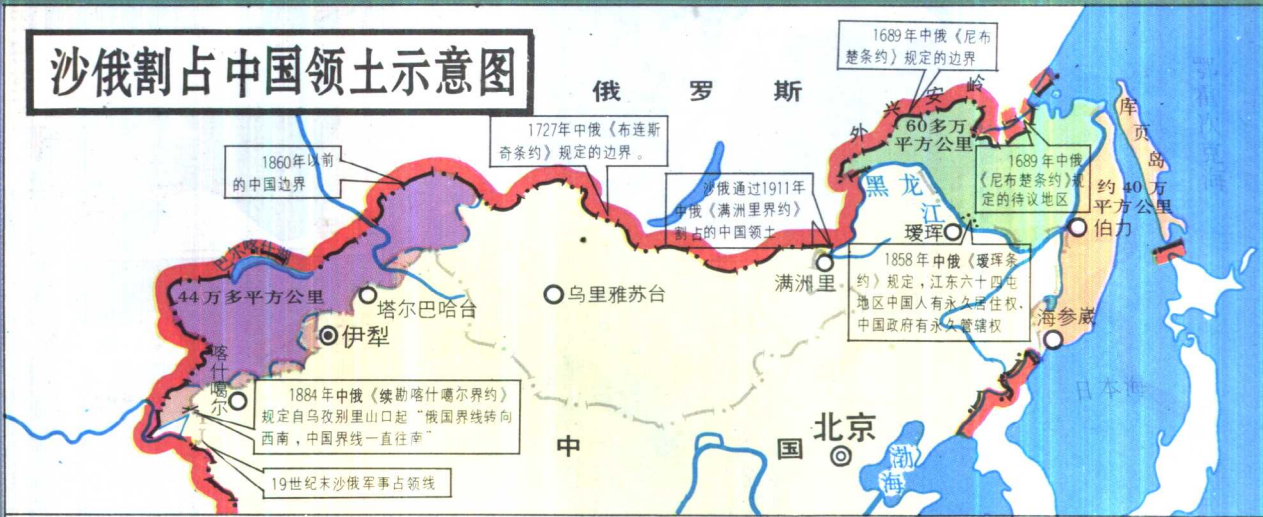 沙俄割占中国领土示意图
俄罗斯
1689年中俄《尼布
楚条约》规定的边界
外兴安岭
60多万
平方公里
库页岛
1727年中俄《布连斯
奇条约》规定的边界。
1860年以前
的中国边界
1689年中俄
《尼布楚条约》规
定的待议地区
约40万
平方公里
沙俄通过1911年
中俄《满洲里界约》
割占的中国领土
黑龙江
瑷珲
伯力
巴尔喀什湖
44万多平方公里
塔尔巴哈台
乌里雅苏台
满洲里
1858年中俄《瑷珲条
约》规定，江东六十四屯
地区中国人有永久居住权，
中国政府有永久管辖权
伊犁
海参崴
喀什噶尔
1884年中俄《续勘喀什噶尔界约》
规定自乌孜别里山口起“俄国界线转向
西南，中国界线一直往南”
19世纪末沙俄军事占领线
中国
北京
渤海